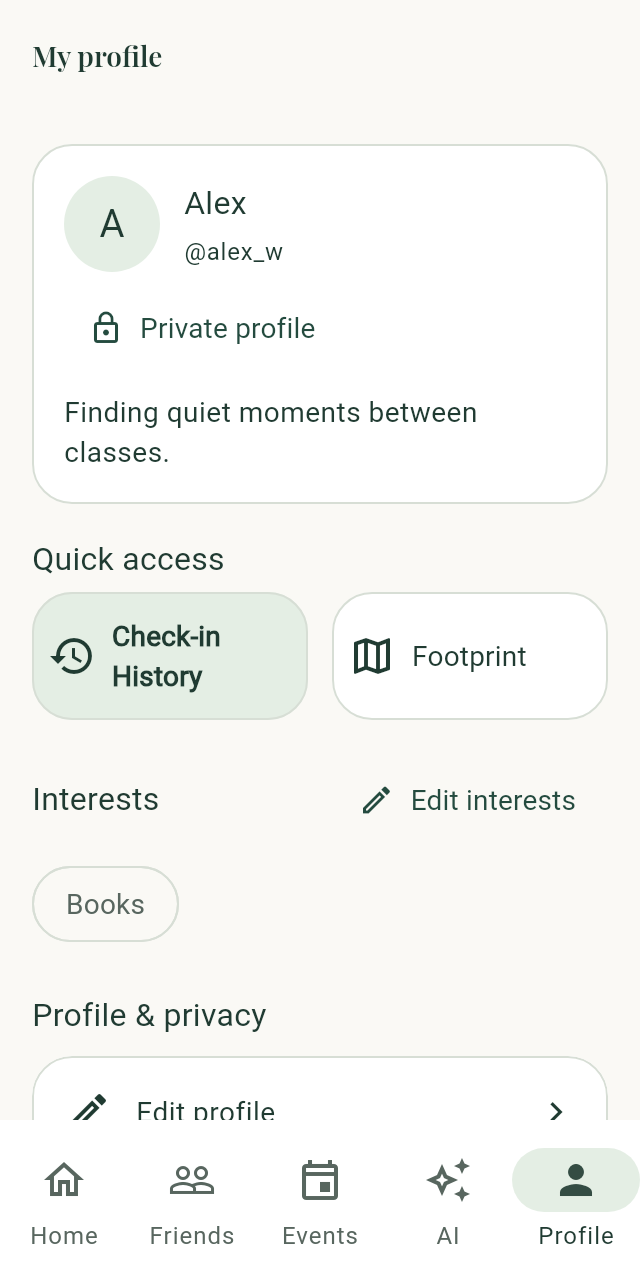 My profile
A
Alex
@alex_w
Private profile
Finding quiet moments between
classes.
Quick access
Check-in
History
Footprint
Interests
Edit interests
Books
Profile & privacy
Edit profile
Home
Friends
Events
AI
Profile